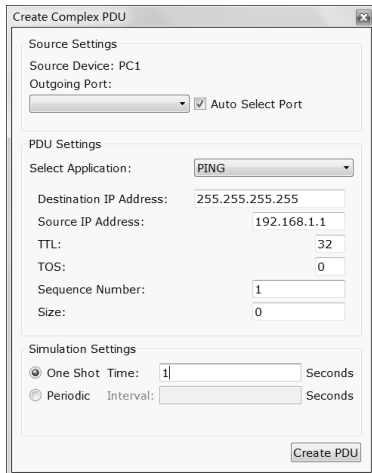 Create Complex PDU
Source Settings
Source Device: PC1
Outgoing Port:
Auto Select Port
PDU Settings
Select Application: PING
Destination IP Address: 255.255.255.255
Source IP Address: 192.168.1.1
TTL: 32
TOS: 0
Sequence Number: 1
Size: 0
Simulation Settings
One Shot Time: 1 Seconds
Periodic Interval: Seconds
Create PDU